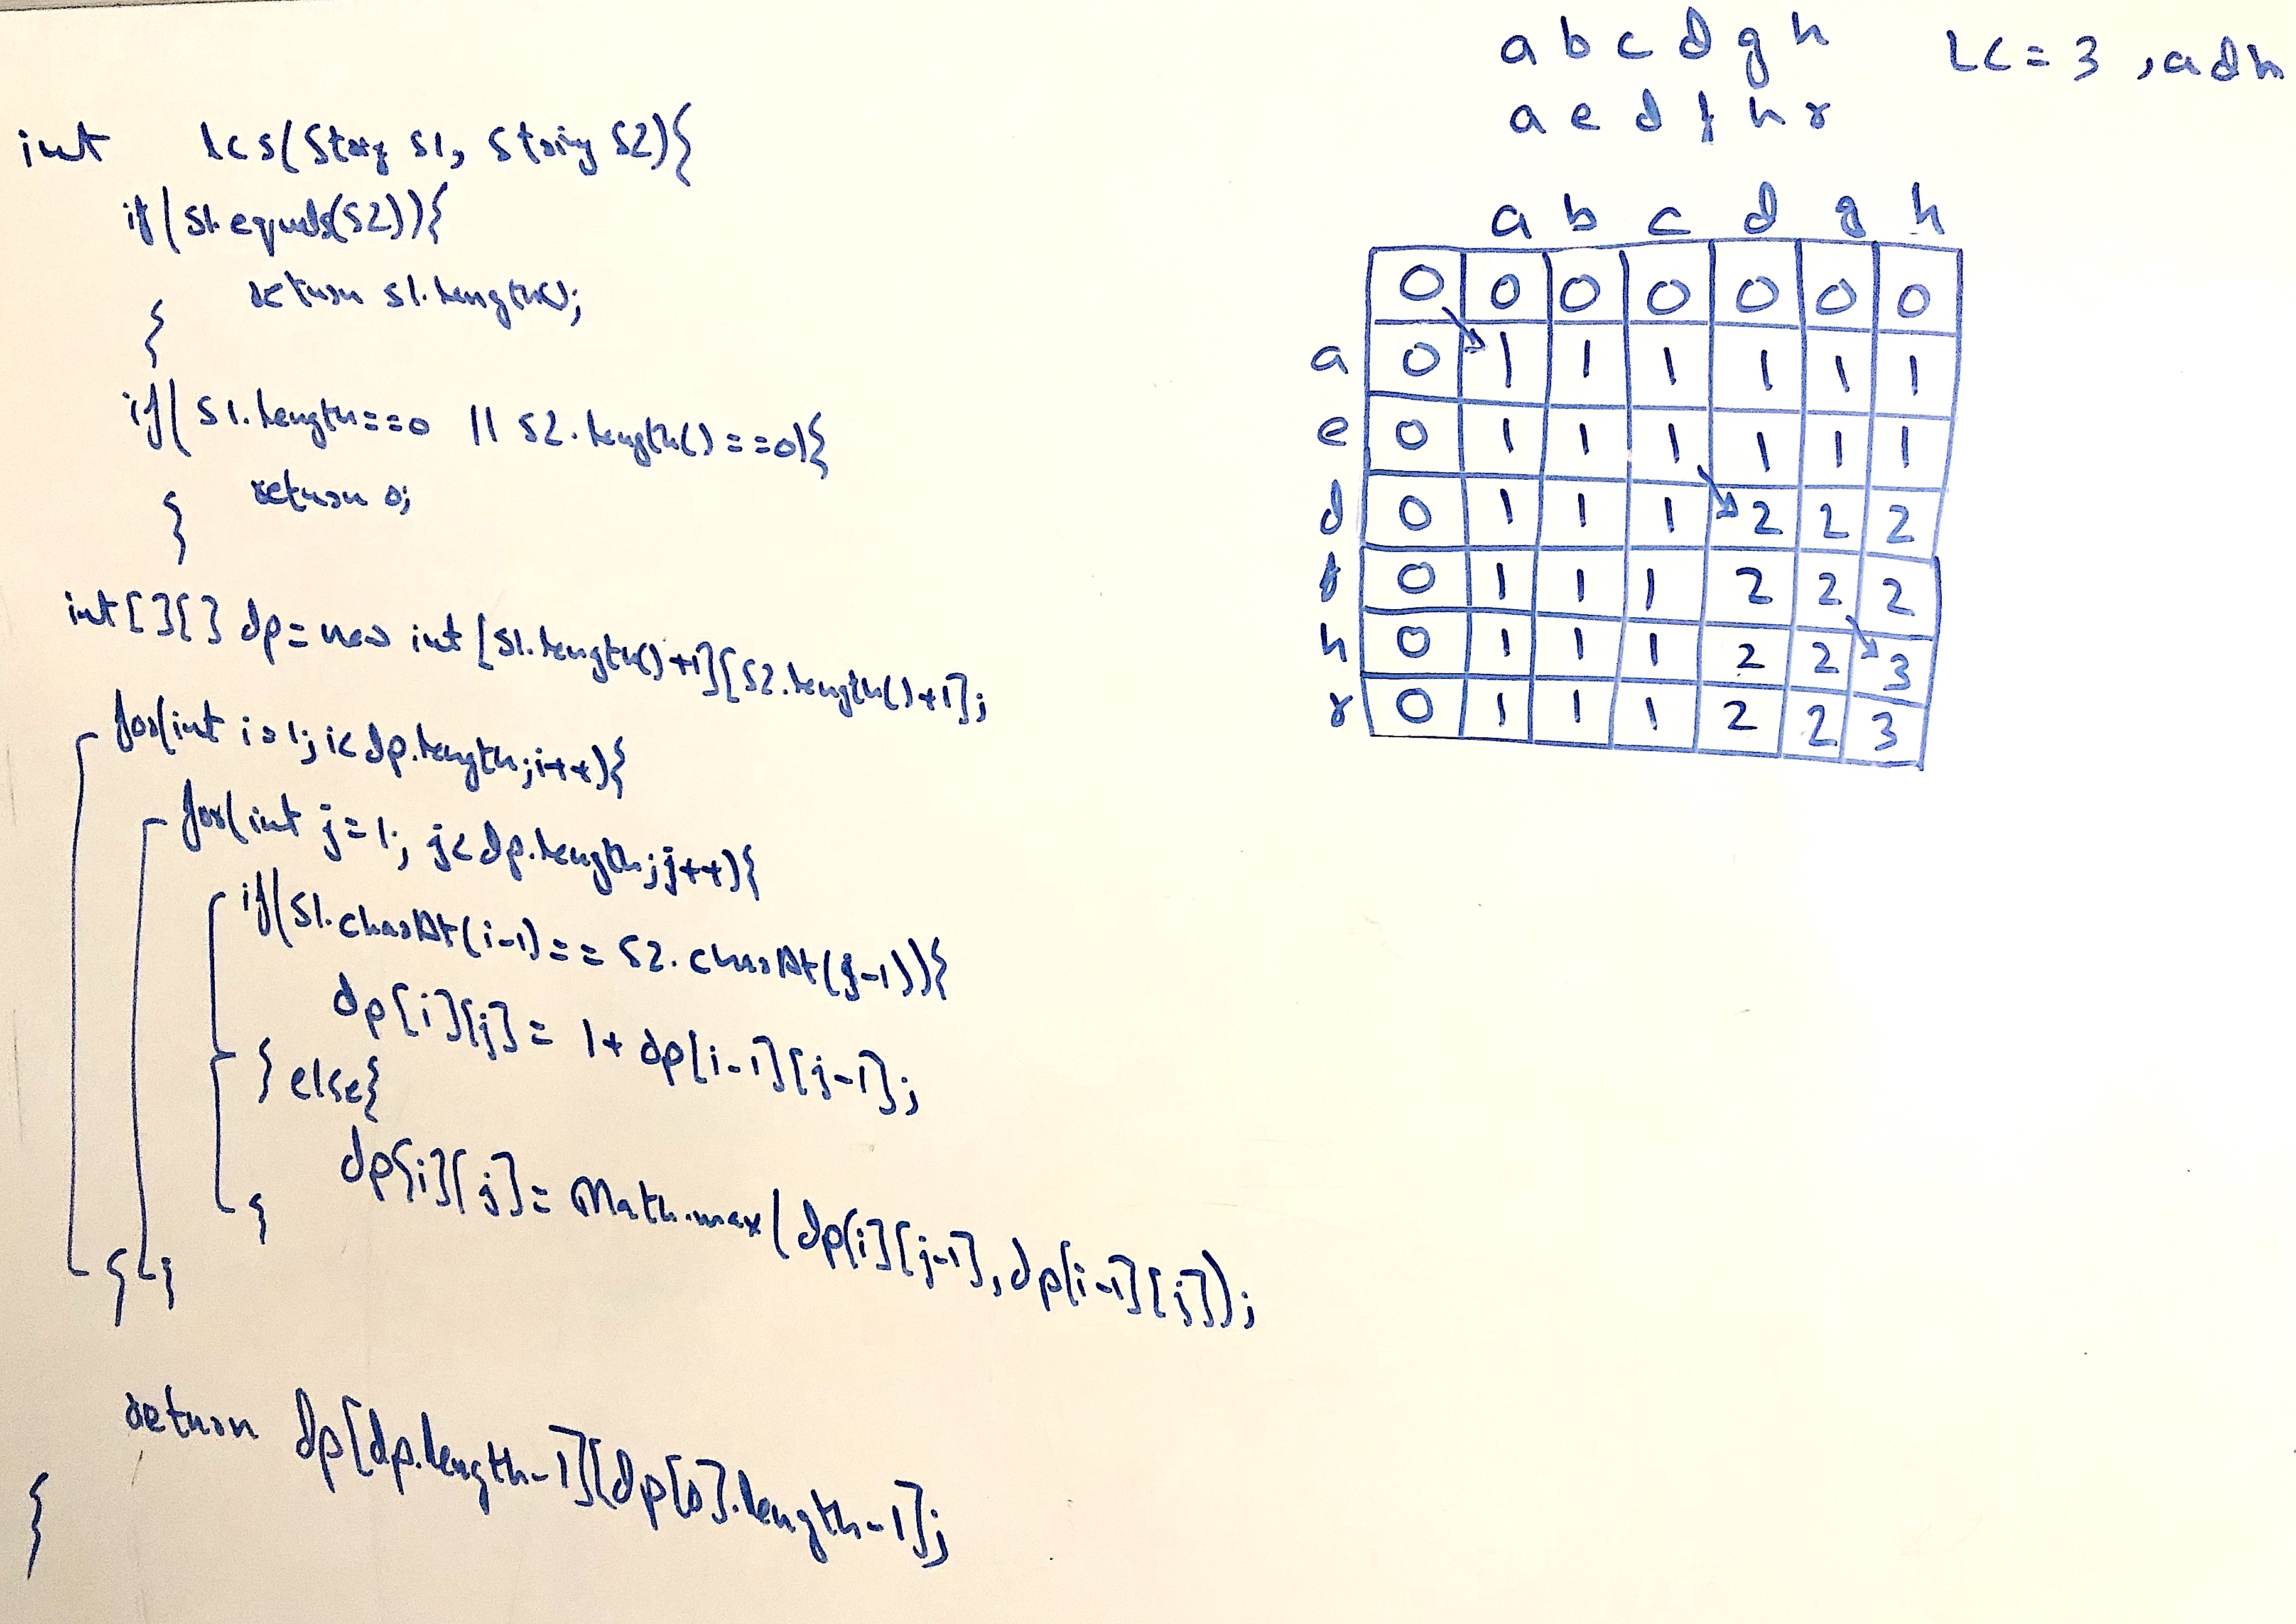 int lcs(String s1, String s2){
if(s1.equals(s2)){
return s1.length();
}
if(s1.length==0 || s2.length()==0){
return 0;
}
int[][] dp = new int[s1.length()+1][s2.length()+1];
for(int i=1; i<dp.length; i++){
for(int j=1; j<dp.length; j++){
if(s1.charAt(i-1)== s2.charAt(j-1)){
dp[i][j] = 1+ dp[i-1][j-1];
} else{
dp[i][j] = Math.max(dp[i][j-1], dp[i-1][j]);
}
} }
return dp[dp.length-1][dp[0].length-1];
}
a b c d g h LC = 3 , adh
a e d f h r
a b c d g h
0 0 0 0 0 0 0
a 0 1 1 1 1 1 1
e 0 1 1 1 1 1 1
d 0 1 1 1 2 2 2
f 0 1 1 1 2 2 2
h 0 1 1 1 2 2 3
r 0 1 1 1 2 2 3